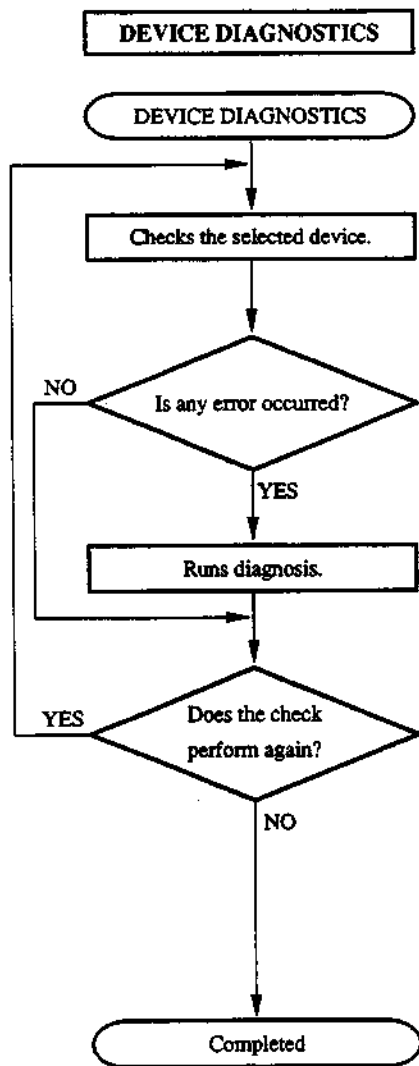 DEVICE DIAGNOSTICS
DEVICE DIAGNOSTICS
Checks the selected device.
NO
Is any error occurred?
YES
Runs diagnosis.
YES
Does the check
perform again?
NO
Completed